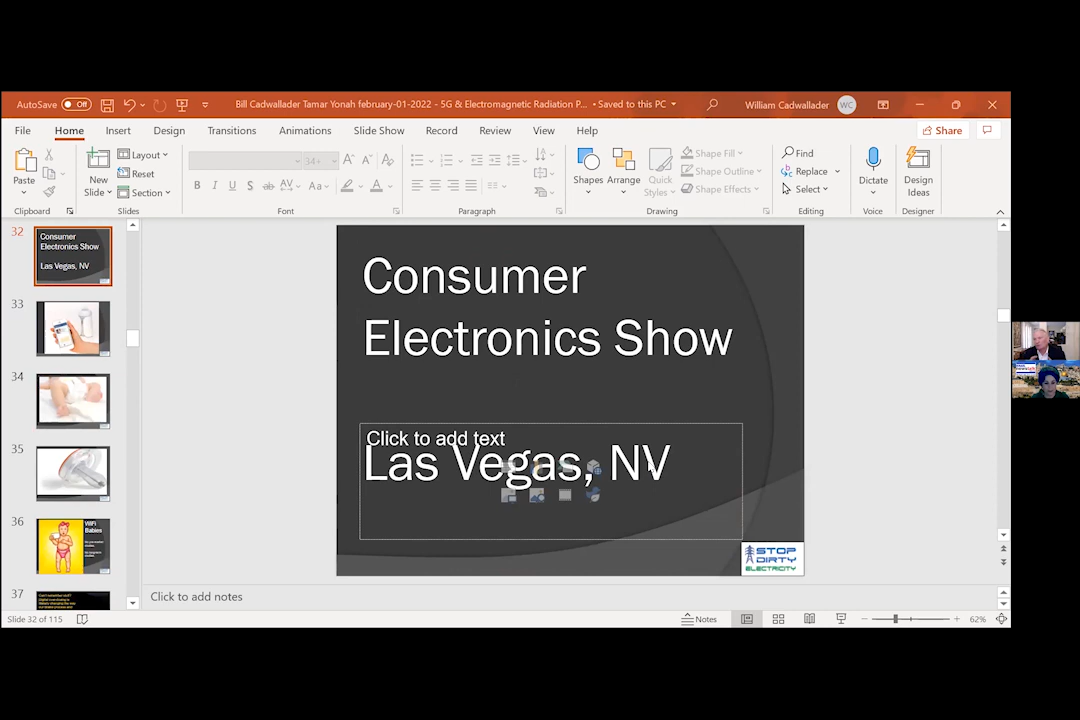 AutoSave Off
Bill Cadwallader Tamar Yonah february-01-2022 - 5G & Electromagnetic Radiation P... • Saved to this PC
William Cadwallader WC
File Home Insert Design Transitions Animations Slide Show Record Review View Help
Share
Paste
New
Slide
Layout
Reset
Section
34+
Shapes
Arrange
Quick
Styles
Shape Fill
Shape Outline
Shape Effects
Find
Replace
Select
Dictate
Design
Ideas
Clipboard Slides Font Paragraph Drawing Editing Voice Designer
32
Consumer
Electronics Show
Las Vegas, NV
33
34
35
36
WiFi
Babies
37
Consumer
Electronics Show
Click to add text
Las Vegas, NV
STOP
DIRTY
ELECTRICITY
Click to add notes
Slide 32 of 115
Notes
62%